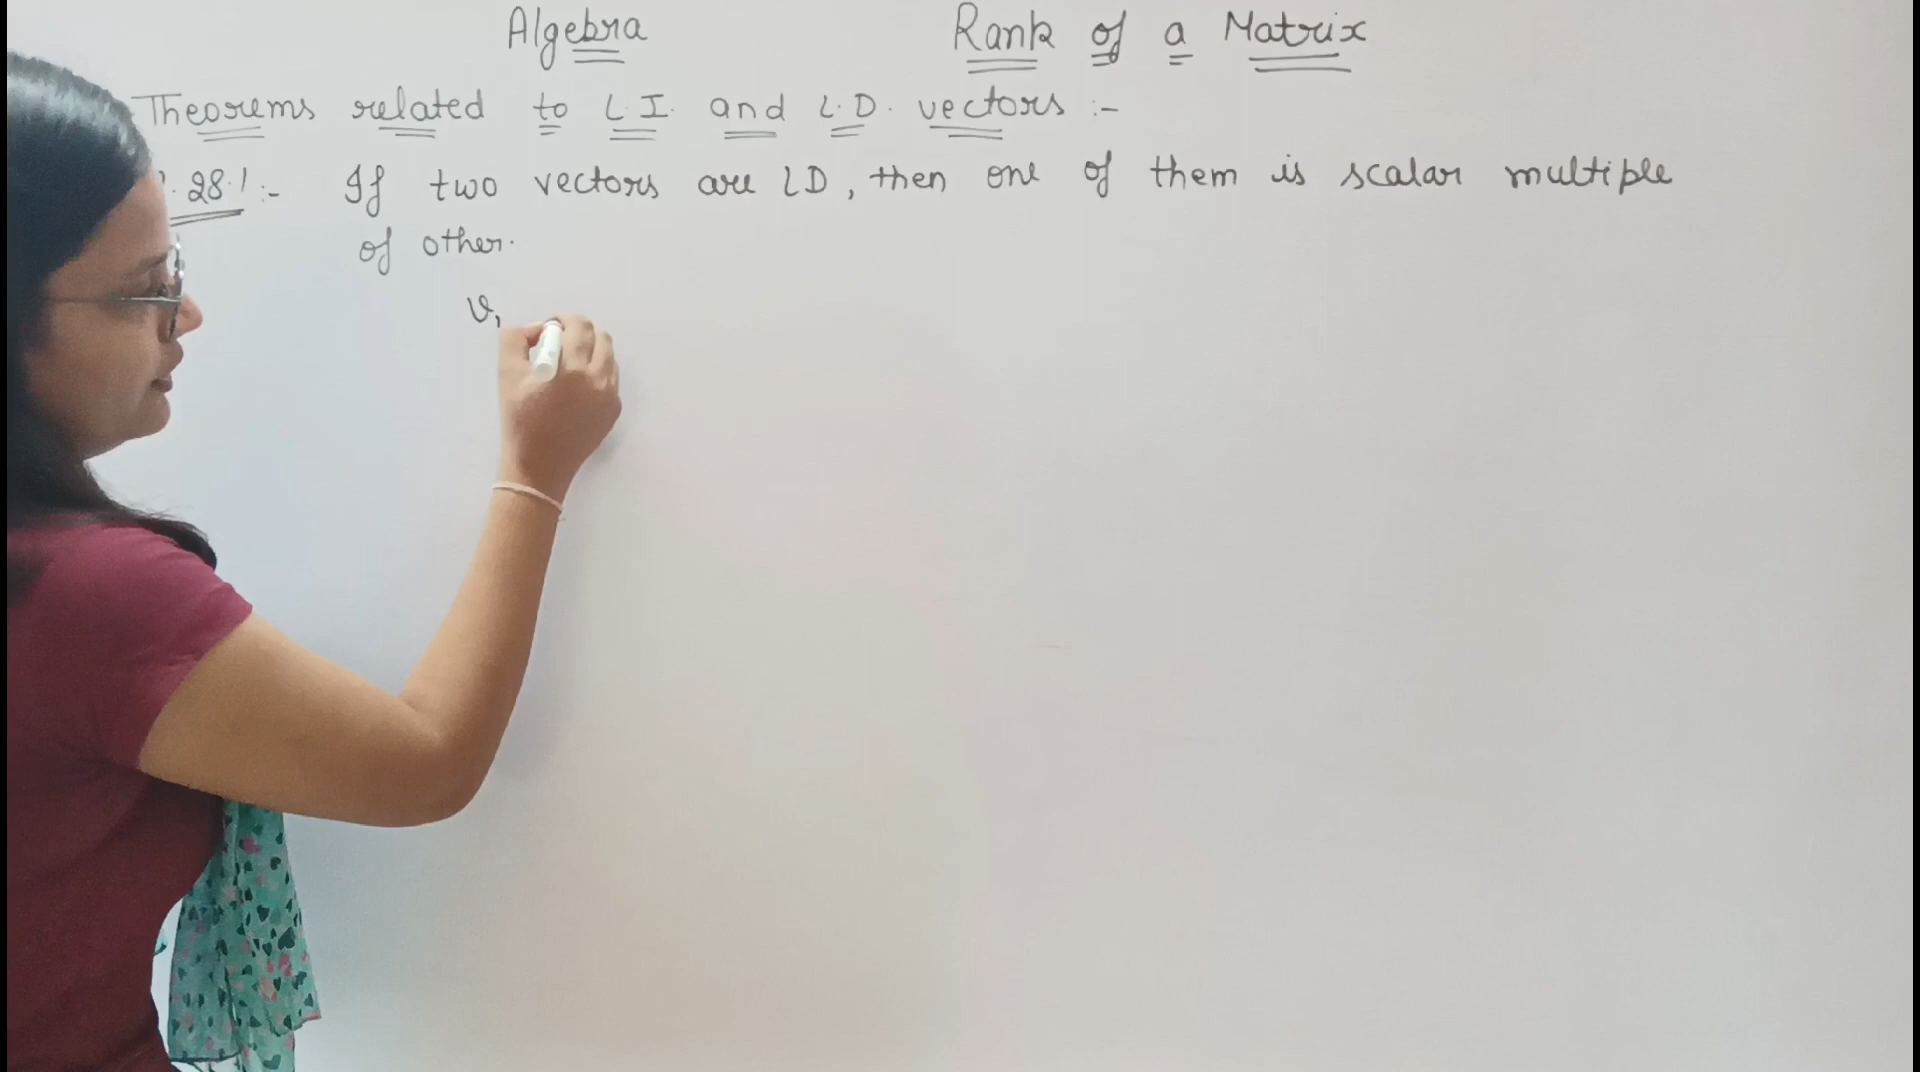 Algebra Rank of a Matrix
Theorems related to L.I. and L.D. vectors :-
28.1 :- If two vectors are LD, then one of them is scalar multiple
of other.
v₁